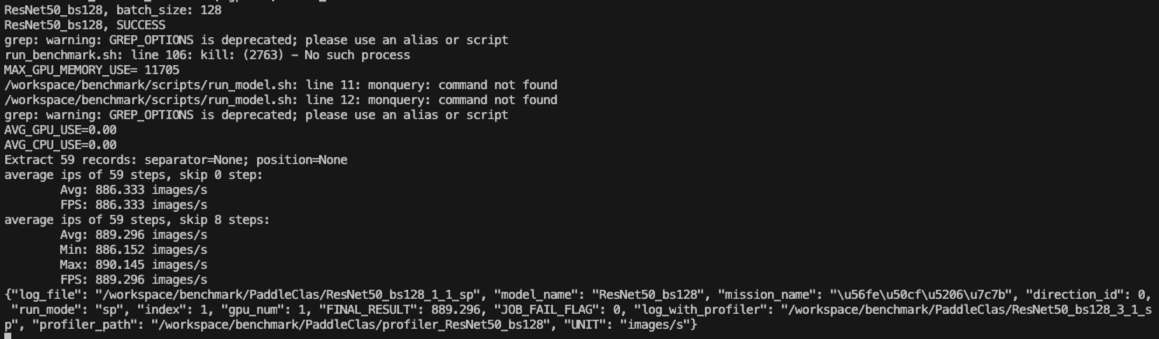 ResNet50_bs128, batch_size: 128
ResNet50_bs128, SUCCESS
grep: warning: GREP_OPTIONS is deprecated; please use an alias or script
run_benchmark.sh: line 106: kill: (2763) - No such process
MAX_GPU_MEMORY_USE= 11705
/workspace/benchmark/scripts/run_model.sh: line 11: monquery: command not found
/workspace/benchmark/scripts/run_model.sh: line 12: monquery: command not found
grep: warning: GREP_OPTIONS is deprecated; please use an alias or script
AVG_GPU_USE=0.00
AVG_CPU_USE=0.00
Extract 59 records: separator=None; position=None
average ips of 59 steps, skip 0 step:
        Avg: 886.333 images/s
        FPS: 886.333 images/s
average ips of 59 steps, skip 8 steps:
        Avg: 889.296 images/s
        Min: 886.152 images/s
        Max: 890.145 images/s
        FPS: 889.296 images/s
{"log_file": "/workspace/benchmark/PaddleClas/ResNet50_bs128_1_1_sp", "model_name": "ResNet50_bs128", "mission_name": "\u56fe\u50cf\u5206\u7c7b", "direction_id": 0,
 "run_mode": "sp", "index": 1, "gpu_num": 1, "FINAL_RESULT": 889.296, "JOB_FAIL_FLAG": 0, "log_with_profiler": "/workspace/benchmark/PaddleClas/ResNet50_bs128_3_1_s
p", "profiler_path": "/workspace/benchmark/PaddleClas/profiler_ResNet50_bs128", "UNIT": "images/s"}